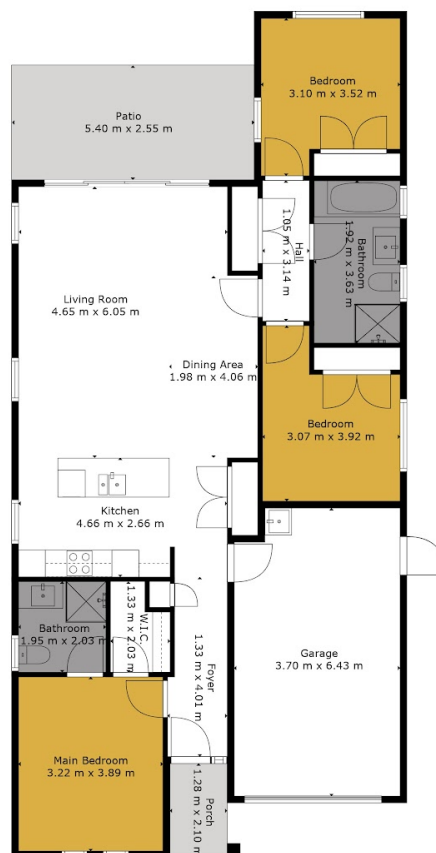 Bedroom
3.10 m x 3.52 m
Patio
5.40 m x 2.55 m
Hall
1.05 m x 3.14 m
Bathroom
1.92 m x 3.63 m
Living Room
4.65 m x 6.05 m
Dining Area
1.98 m x 4.06 m
Bedroom
3.07 m x 3.92 m
Kitchen
4.66 m x 2.66 m
Bathroom
1.95 m x 2.03 m
W.I.C.
1.33 m x 2.03 m
Foyer
1.33 m x 4.01 m
Garage
3.70 m x 6.43 m
Main Bedroom
3.22 m x 3.89 m
Porch
1.28 m x 2.10 m